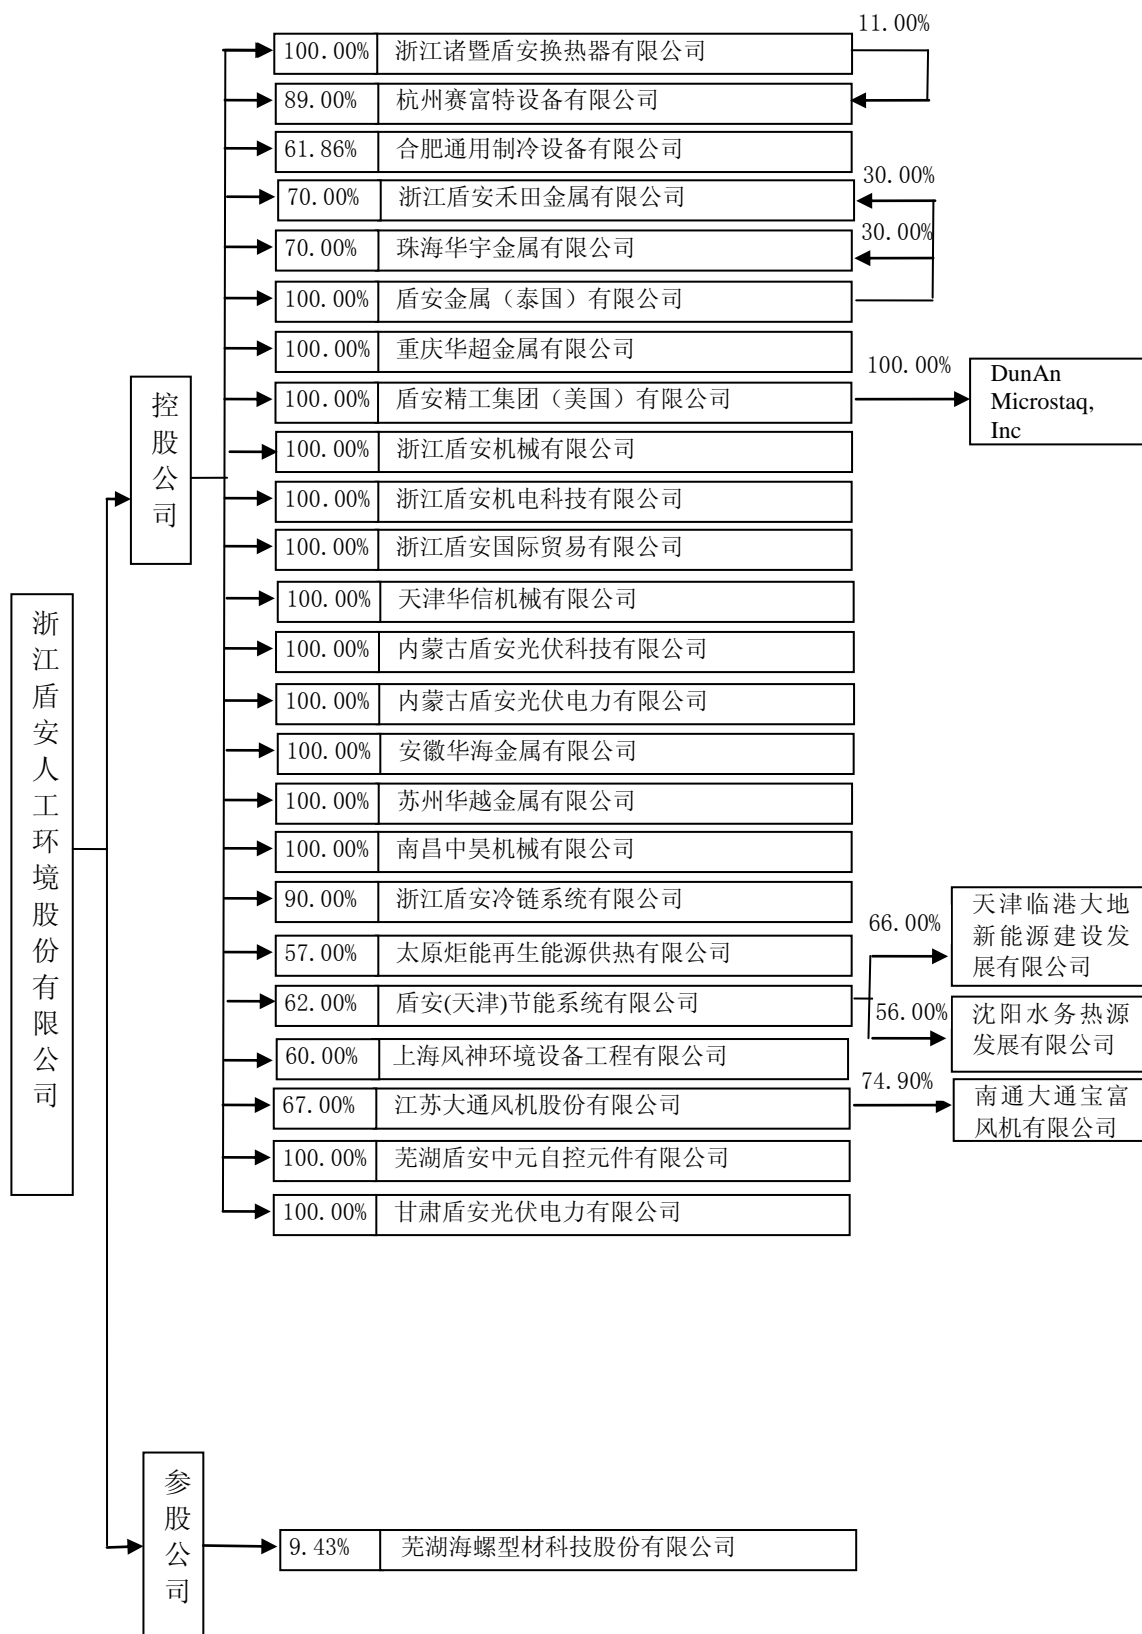 11.00%
100.00% 浙江诸暨盾安换热器有限公司
89.00% 杭州赛富特设备有限公司
61.86% 合肥通用制冷设备有限公司
30.00%
70.00% 浙江盾安禾田金属有限公司
30.00%
70.00% 珠海华宇金属有限公司
100.00% 盾安金属（泰国）有限公司
100.00% 重庆华超金属有限公司
100.00%
100.00% 盾安精工集团（美国）有限公司
DunAn
Microstaq,
Inc
控股公司
100.00% 浙江盾安机械有限公司
100.00% 浙江盾安机电科技有限公司
100.00% 浙江盾安国际贸易有限公司
100.00% 天津华信机械有限公司
浙江盾安人工环境股份有限公司
100.00% 内蒙古盾安光伏科技有限公司
100.00% 内蒙古盾安光伏电力有限公司
100.00% 安徽华海金属有限公司
100.00% 苏州华越金属有限公司
100.00% 南昌中昊机械有限公司
90.00% 浙江盾安冷链系统有限公司
66.00%
天津临港大地
新能源建设发
展有限公司
57.00% 太原炬能再生能源供热有限公司
62.00% 盾安(天津)节能系统有限公司
56.00%
沈阳水务热源
发展有限公司
60.00% 上海风神环境设备工程有限公司
74.90%
67.00% 江苏大通风机股份有限公司
南通大通宝富
风机有限公司
100.00% 芜湖盾安中元自控元件有限公司
100.00% 甘肃盾安光伏电力有限公司
参股公司
9.43% 芜湖海螺型材科技股份有限公司